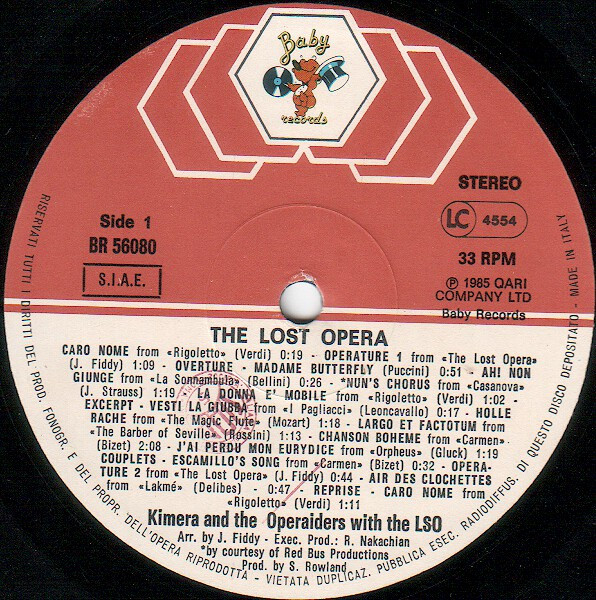 Baby
records
STEREO
Side 1
BR 56080
LC 4554
S.I.A.E.
33 RPM
℗ 1985 QARI
COMPANY LTD
Baby Records
THE LOST OPERA
CARO NOME from «Rigoletto» (Verdi) 0:19 - OPERATURE 1 from «The Lost Opera»
(J. Fiddy) 1:09 - OVERTURE - MADAME BUTTERFLY (Puccini) 0:51 - AH! NON
GIUNGE from «La Sonnambula» (Bellini) 0:26 - *NUN'S CHORUS from «Casanova»
(J. Strauss) 1:19 - LA DONNA E' MOBILE from «Rigoletto» (Verdi) 1:02 -
EXCERPT - VESTI LA GIUBBA from «I Pagliacci» (Leoncavallo) 0:17 - HOLLE
RACHE from «The Magic Flute» (Mozart) 1:18 - LARGO ET FACTOTUM from
«The Barber of Seville» (Rossini) 1:13 - CHANSON BOHEME from «Carmen»
(Bizet) 2:08 - J'AI PERDU MON EURYDICE from «Orpheus» (Gluck) 1:19 -
COUPLETS - ESCAMILLO'S SONG from «Carmen» (Bizet) 0:32 - OPERA-
TURE 2 from «The Lost Opera» (J. Fiddy) 0:44 - AIR DES CLOCHETTES
from «Lakmé» (Delibes) - 0:47 - REPRISE - CARO NOME from
«Rigoletto» (Verdi) 1:11
Kimera and the Operaiders with the LSO
Arr. by J. Fiddy - Exec. Prod.: R. Nakachian
*by courtesy of Red Bus Productions
Prod. by S. Rowland
RISERVATI TUTTI I DIRITTI DEL PROD. FONOGR. E DEL PROPR. DELL'OPERA RIPRODOTTA - VIETATA DUPLICAZ. PUBBLICA ESEC. RADIODIFFUS. DI QUESTO DISCO DEPOSITATO - MADE IN ITALY